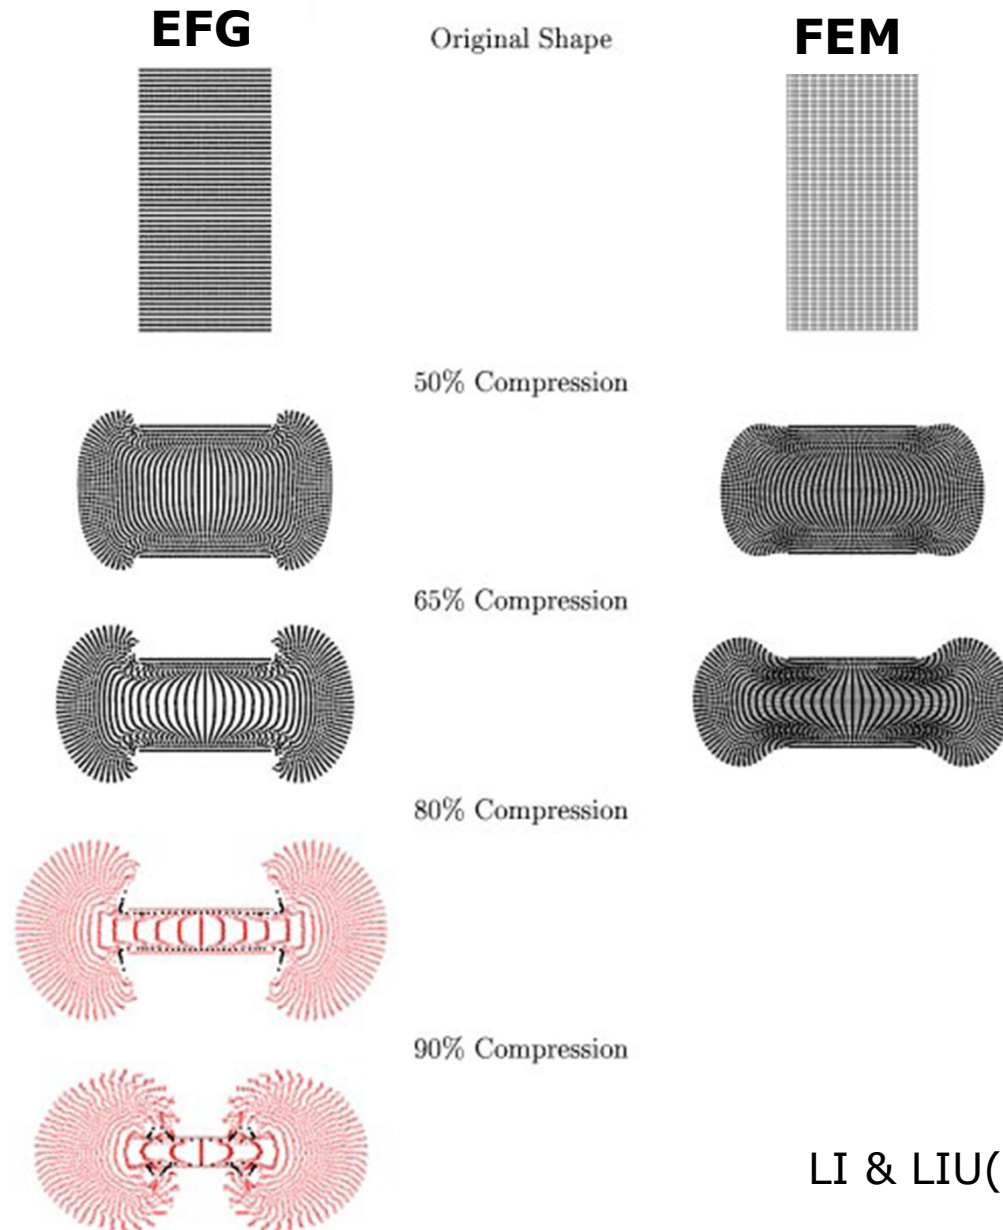 EFG
Original Shape
FEM
50% Compression
65% Compression
80% Compression
90% Compression
LI & LIU(